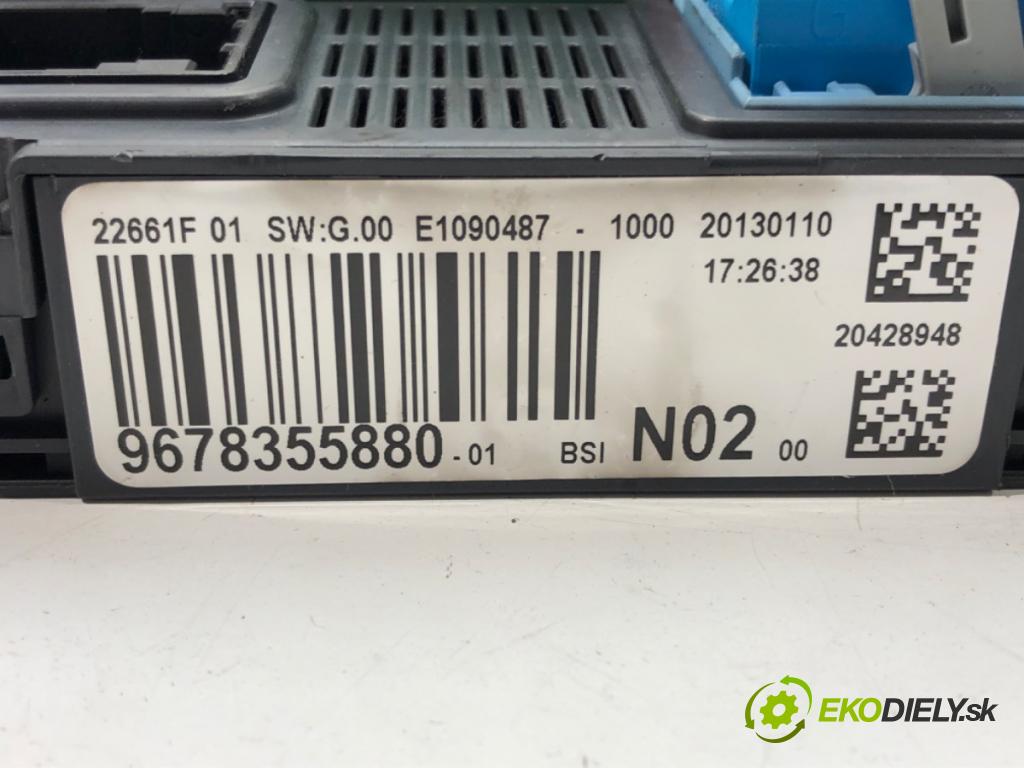 22661F 01 SW:G.00 E1090487 - 1000 20130110
17:26:38
20428948
9678355880 - 01 BSI N02 00
EKODIELY.sk